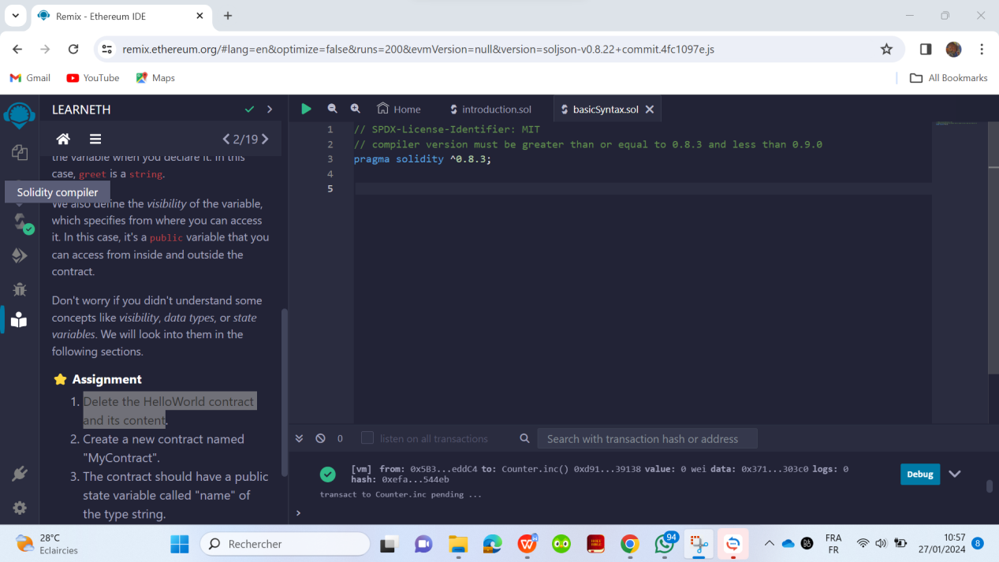 Remix - Ethereum IDE
remix.ethereum.org/#lang=en&optimize=false&runs=200&evmVersion=null&version=soljson-v0.8.22+commit.4fc1097e.js
Gmail
YouTube
Maps
All Bookmarks
LEARNETH
2/19
the variable when you declare it. In this
case, greet is a string.
Solidity compiler
We also define the visibility of the variable,
which specifies from where you can access
it. In this case, it's a public variable that you
can access from inside and outside the
contract.
Don't worry if you didn't understand some
concepts like visibility, data types, or state
variables. We will look into them in the
following sections.
Assignment
1. Delete the HelloWorld contract
and its content.
2. Create a new contract named
"MyContract".
3. The contract should have a public
state variable called "name" of
the type string.
Home
introduction.sol
basicSyntax.sol
1 // SPDX-License-Identifier: MIT
2 // compiler version must be greater than or equal to 0.8.3 and less than 0.9.0
3 pragma solidity ^0.8.3;
4
5
0
listen on all transactions
Search with transaction hash or address
[vm] from: 0x5B3...eddC4 to: Counter.inc() 0xd91...39138 value: 0 wei data: 0x371...303c0 logs: 0
hash: 0xefa...544eb
Debug
transact to Counter.inc pending ...
>
28°C
Eclaircies
Rechercher
94
FRA
FR
10:57
27/01/2024
8